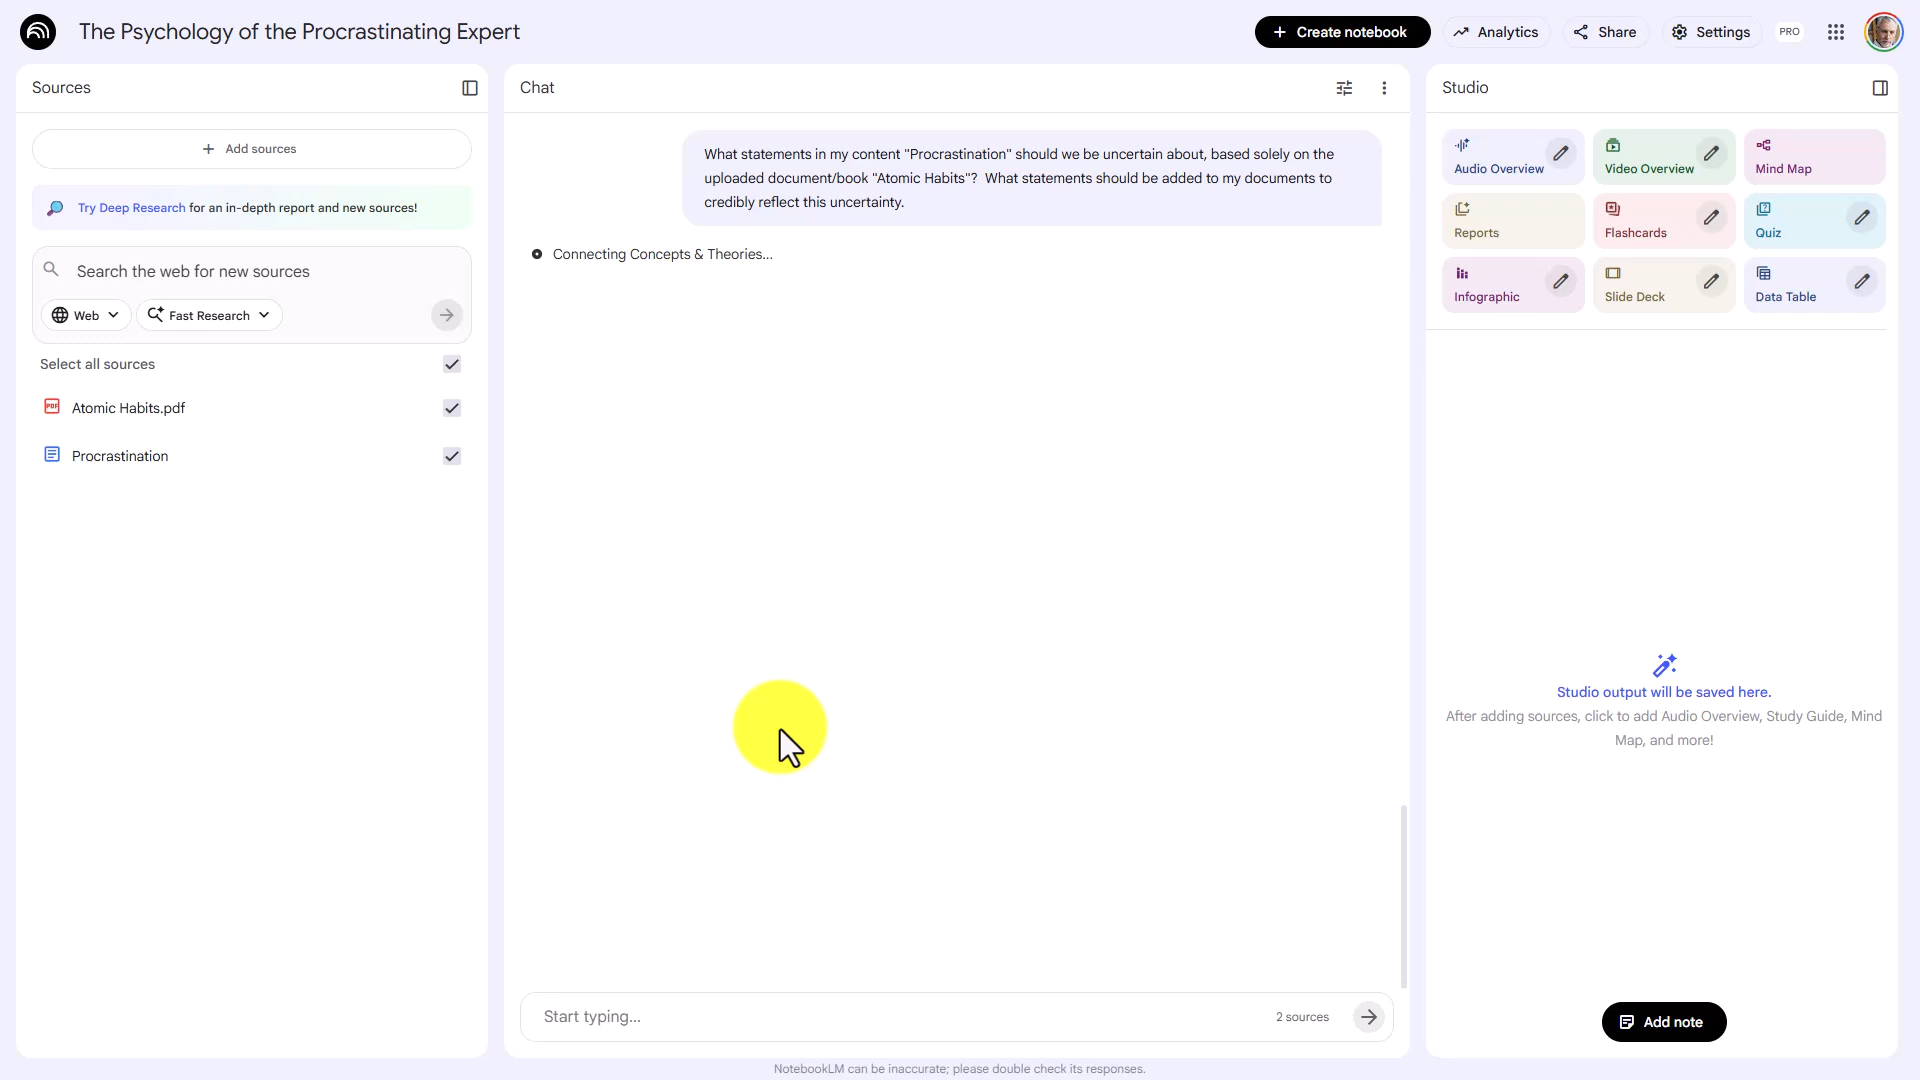 The Psychology of the Procrastinating Expert
Create notebook
Analytics
Share
Settings
PRO
Sources
Add sources
Try Deep Research for an in-depth report and new sources!
Search the web for new sources
Web
Fast Research
Select all sources
PDF
Atomic Habits.pdf
Procrastination
Chat
What statements in my content "Procrastination" should we be uncertain about, based solely on the
uploaded document/book "Atomic Habits"?  What statements should be added to my documents to
credibly reflect this uncertainty.
Connecting Concepts & Theories...
Start typing...
2 sources
Studio
Audio Overview
Video Overview
Mind Map
Reports
Flashcards
Quiz
Infographic
Slide Deck
Data Table
Studio output will be saved here.
After adding sources, click to add Audio Overview, Study Guide, Mind
Map, and more!
Add note
NotebookLM can be inaccurate; please double check its responses.